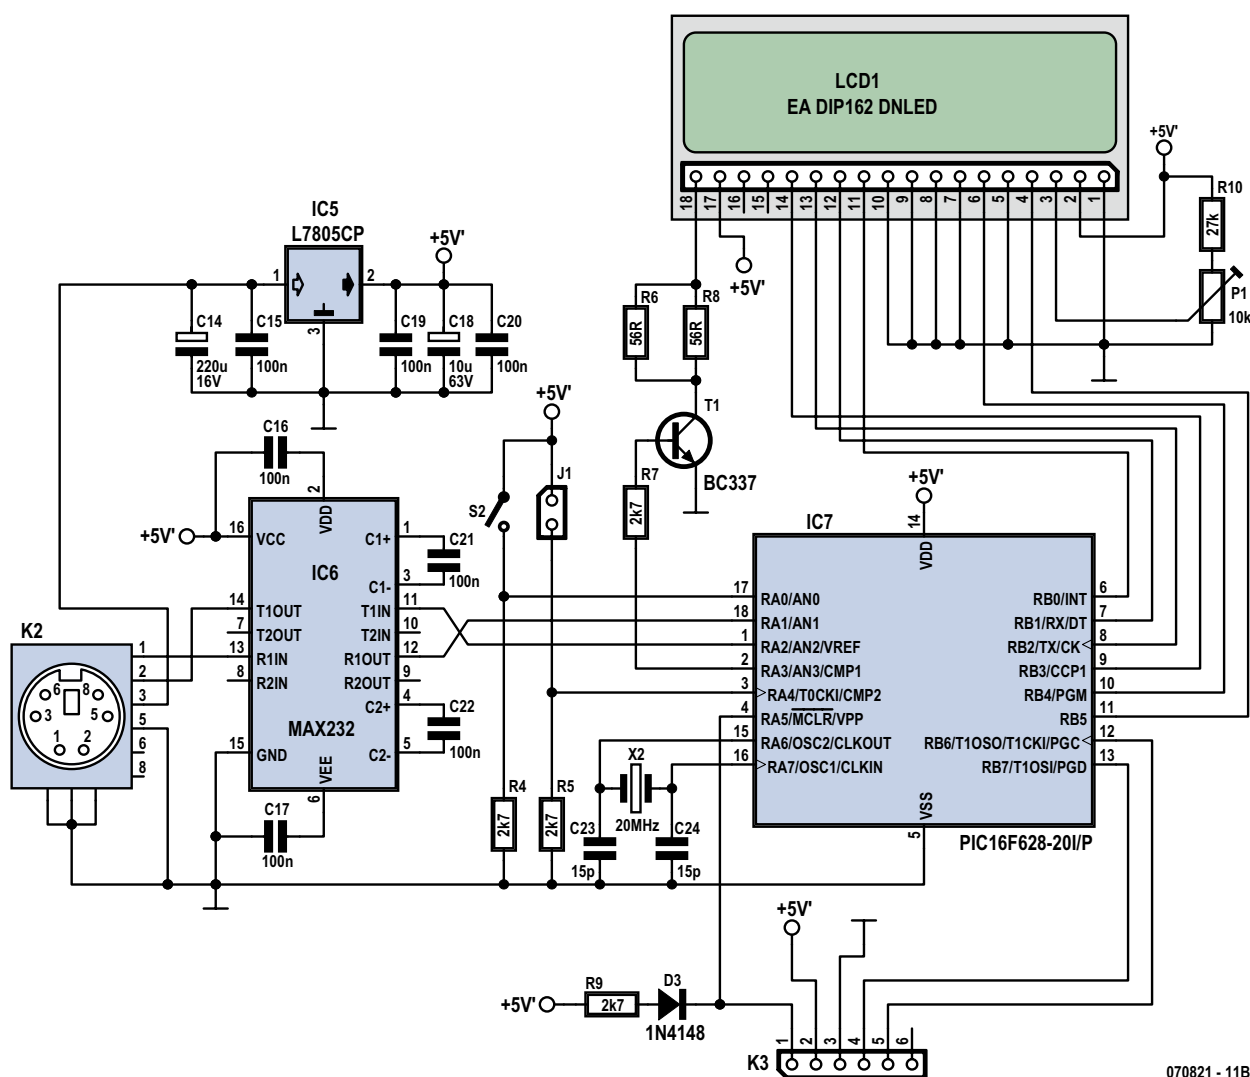 LCD1
EA DIP162 DNLED
18 17 16 15 14 13 12 11 10 9 8 7 6 5 4 3 2 1
+5V'
R10
27k
P1
10k
+5V'
IC5
L7805CP
1
2
3
+5V'
C14
220u
16V
C15
100n
C19
100n
C18
10u
63V
C20
100n
R6
56R
R8
56R
T1
BC337
R7
2k7
+5V'
J1
S2
C16
100n
+5V'
IC6
MAX232
2
VDD
16 VCC
14 T1OUT
7 T2OUT
13 R1IN
8 R2IN
15 GND
VEE
6
C1+ 1
C1- 3
T1IN 11
T2IN 10
R1OUT 12
R2OUT 9
C2+ 4
C2- 5
C21
100n
C22
100n
C17
100n
K2
1
2
3
5
6
8
6 8
3 5
1 2
R4
2k7
R5
2k7
X2
20MHz
C23
15p
C24
15p
+5V'
IC7
14
VDD
17 RA0/AN0
18 RA1/AN1
1 RA2/AN2/VREF
2 RA3/AN3/CMP1
3 RA4/T0CKI/CMP2
4 RA5/MCLR/VPP
15 RA6/OSC2/CLKOUT
16 RA7/OSC1/CLKIN
RB0/INT 6
RB1/RX/DT 7
RB2/TX/CK 8
RB3/CCP1 9
RB4/PGM 10
RB5 11
RB6/T1OSO/T1CKI/PGC 12
RB7/T1OSI/PGD 13
VSS
5
PIC16F628-20I/P
+5V'
+5V'
R9
2k7
D3
1N4148
K3
1 2 3 4 5 6
070821 - 11B